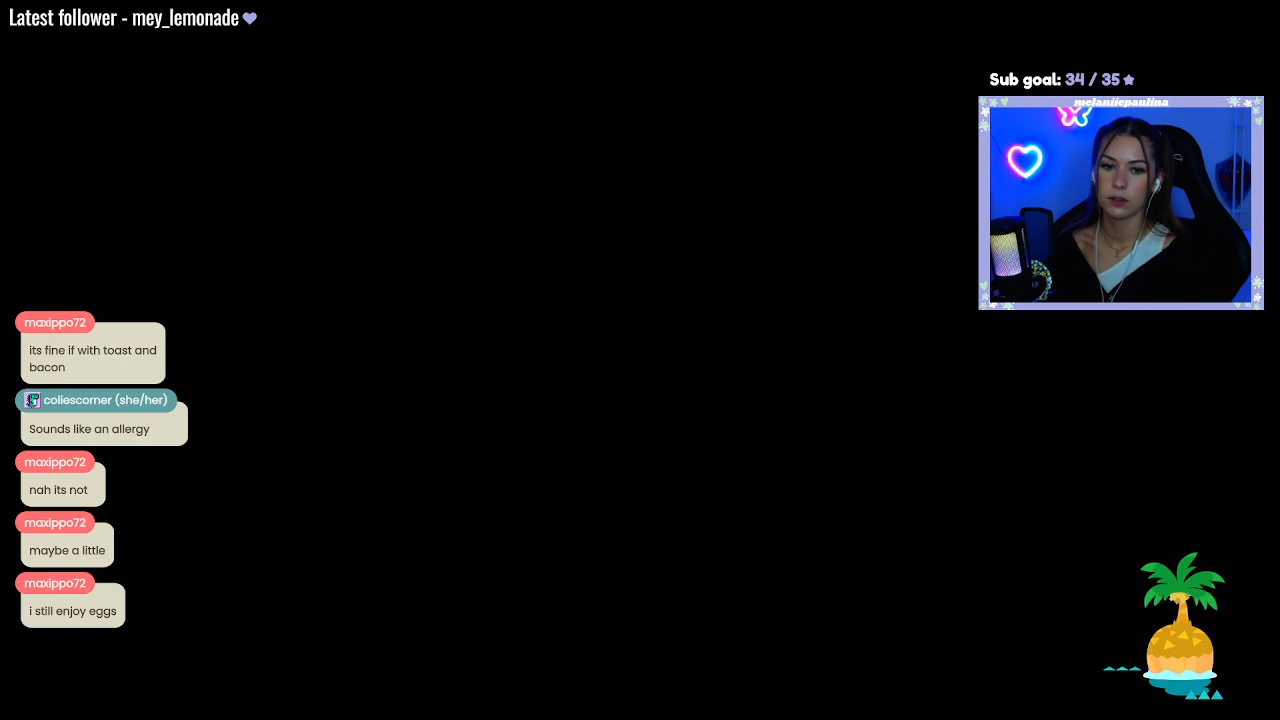 Latest follower - mey_lemonade
Sub goal: 34 / 35
melaniiepaulina
maxippo72
its fine if with toast and
bacon
coliescorner (she/her)
Sounds like an allergy
maxippo72
nah its not
maxippo72
maybe a little
maxippo72
i still enjoy eggs